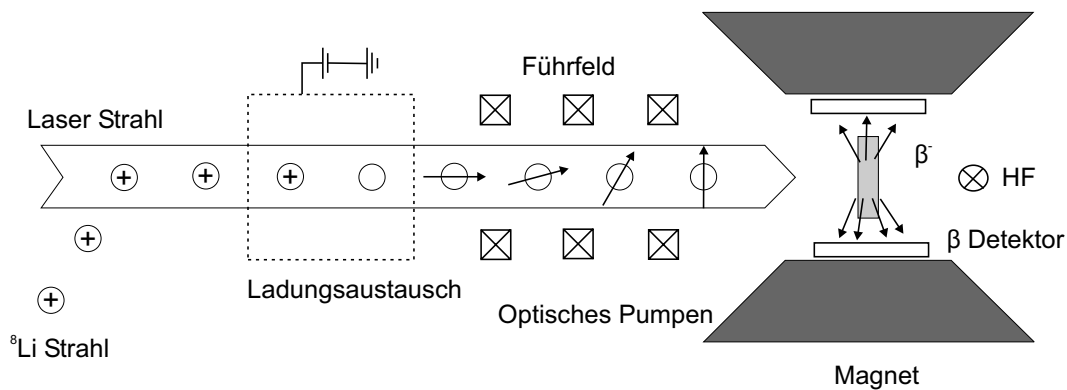 Führfeld
Laser Strahl
β⁻
HF
β Detektor
Ladungsaustausch
Optisches Pumpen
⁸Li Strahl
Magnet